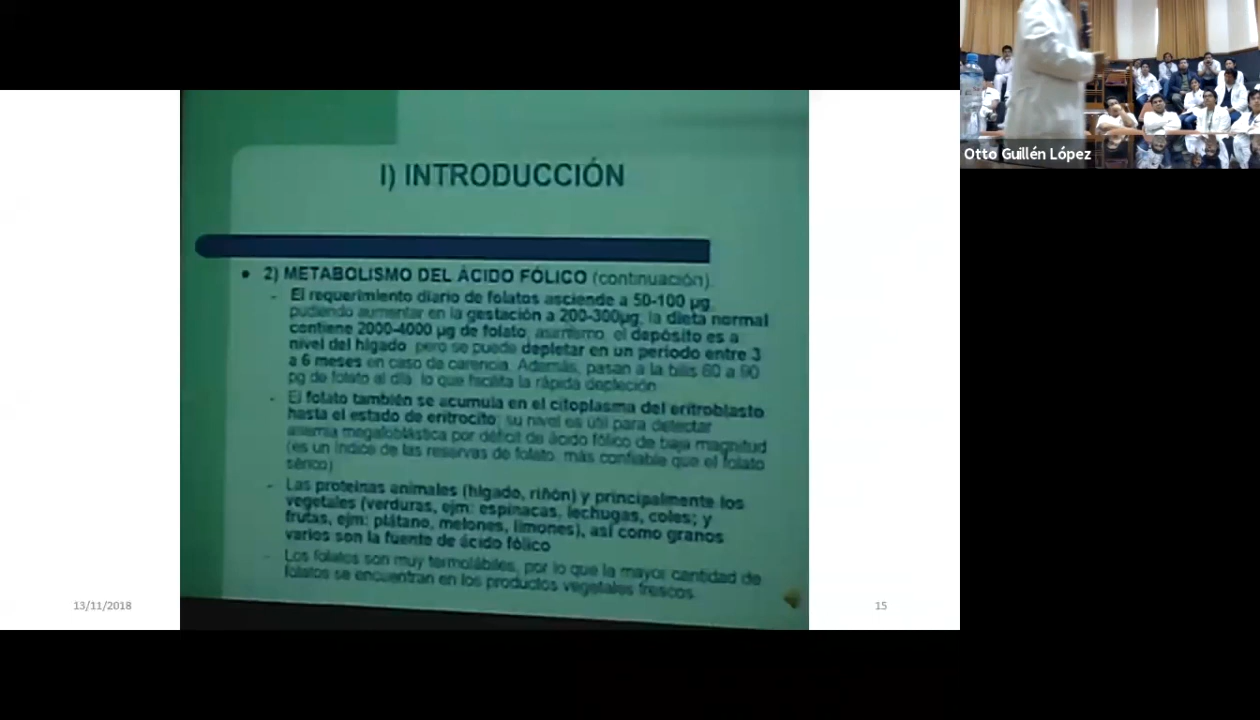 I) INTRODUCCIÓN
2) METABOLISMO DEL ÁCIDO FÓLICO (continuación).
- El requerimiento diario de folatos asciende a 50-100 µg,
pudiendo aumentar en la gestación a 200-300µg; la dieta normal
contiene 2000-4000 µg de folato; asimismo, el depósito es a
nivel del hígado, pero se puede depletar en un período entre 3
a 6 meses en caso de carencia. Además, pasan a la bilis 60 a 90
µg de folato al día, lo que facilita la rápida depleción.
- El folato también se acumula en el citoplasma del eritroblasto
hasta el estado de eritrocito; su nivel es útil para detectar
anemia megaloblástica por déficit de ácido fólico de baja magnitud
(es un índice de las reservas de folato, más confiable que el folato
sérico).
- Las proteínas animales (hígado, riñón) y principalmente los
vegetales (verduras, ejm: espinacas, lechugas, coles; y
frutas, ejm: plátano, melones, limones), así como granos
varios son la fuente de ácido fólico
- Los folatos son muy termolábiles, por lo que la mayor cantidad de
folatos se encuentran en los productos vegetales frescos.
13/11/2018
15
Otto Guillén López